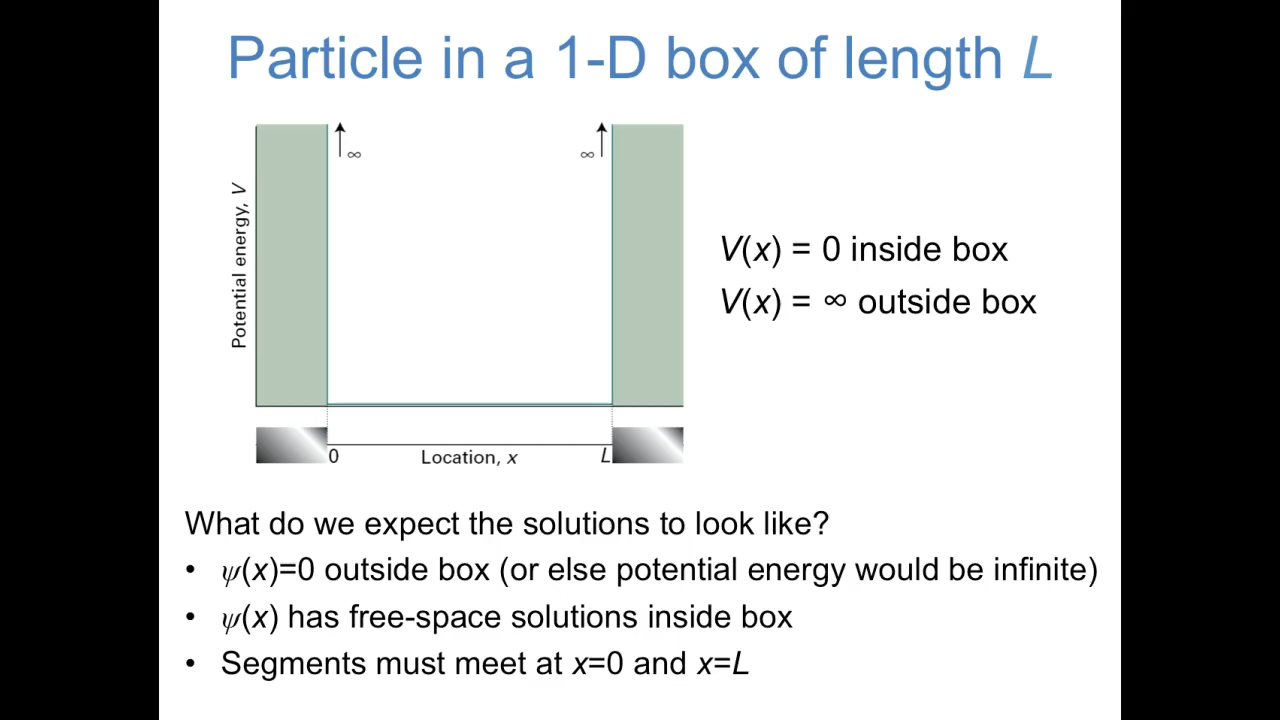 Particle in a 1-D box of length L
∞
∞
Potential energy, V
V(x) = 0 inside box
V(x) = ∞ outside box
0
Location, x
L
What do we expect the solutions to look like?
• ψ(x)=0 outside box (or else potential energy would be infinite)
• ψ(x) has free-space solutions inside box
• Segments must meet at x=0 and x=L